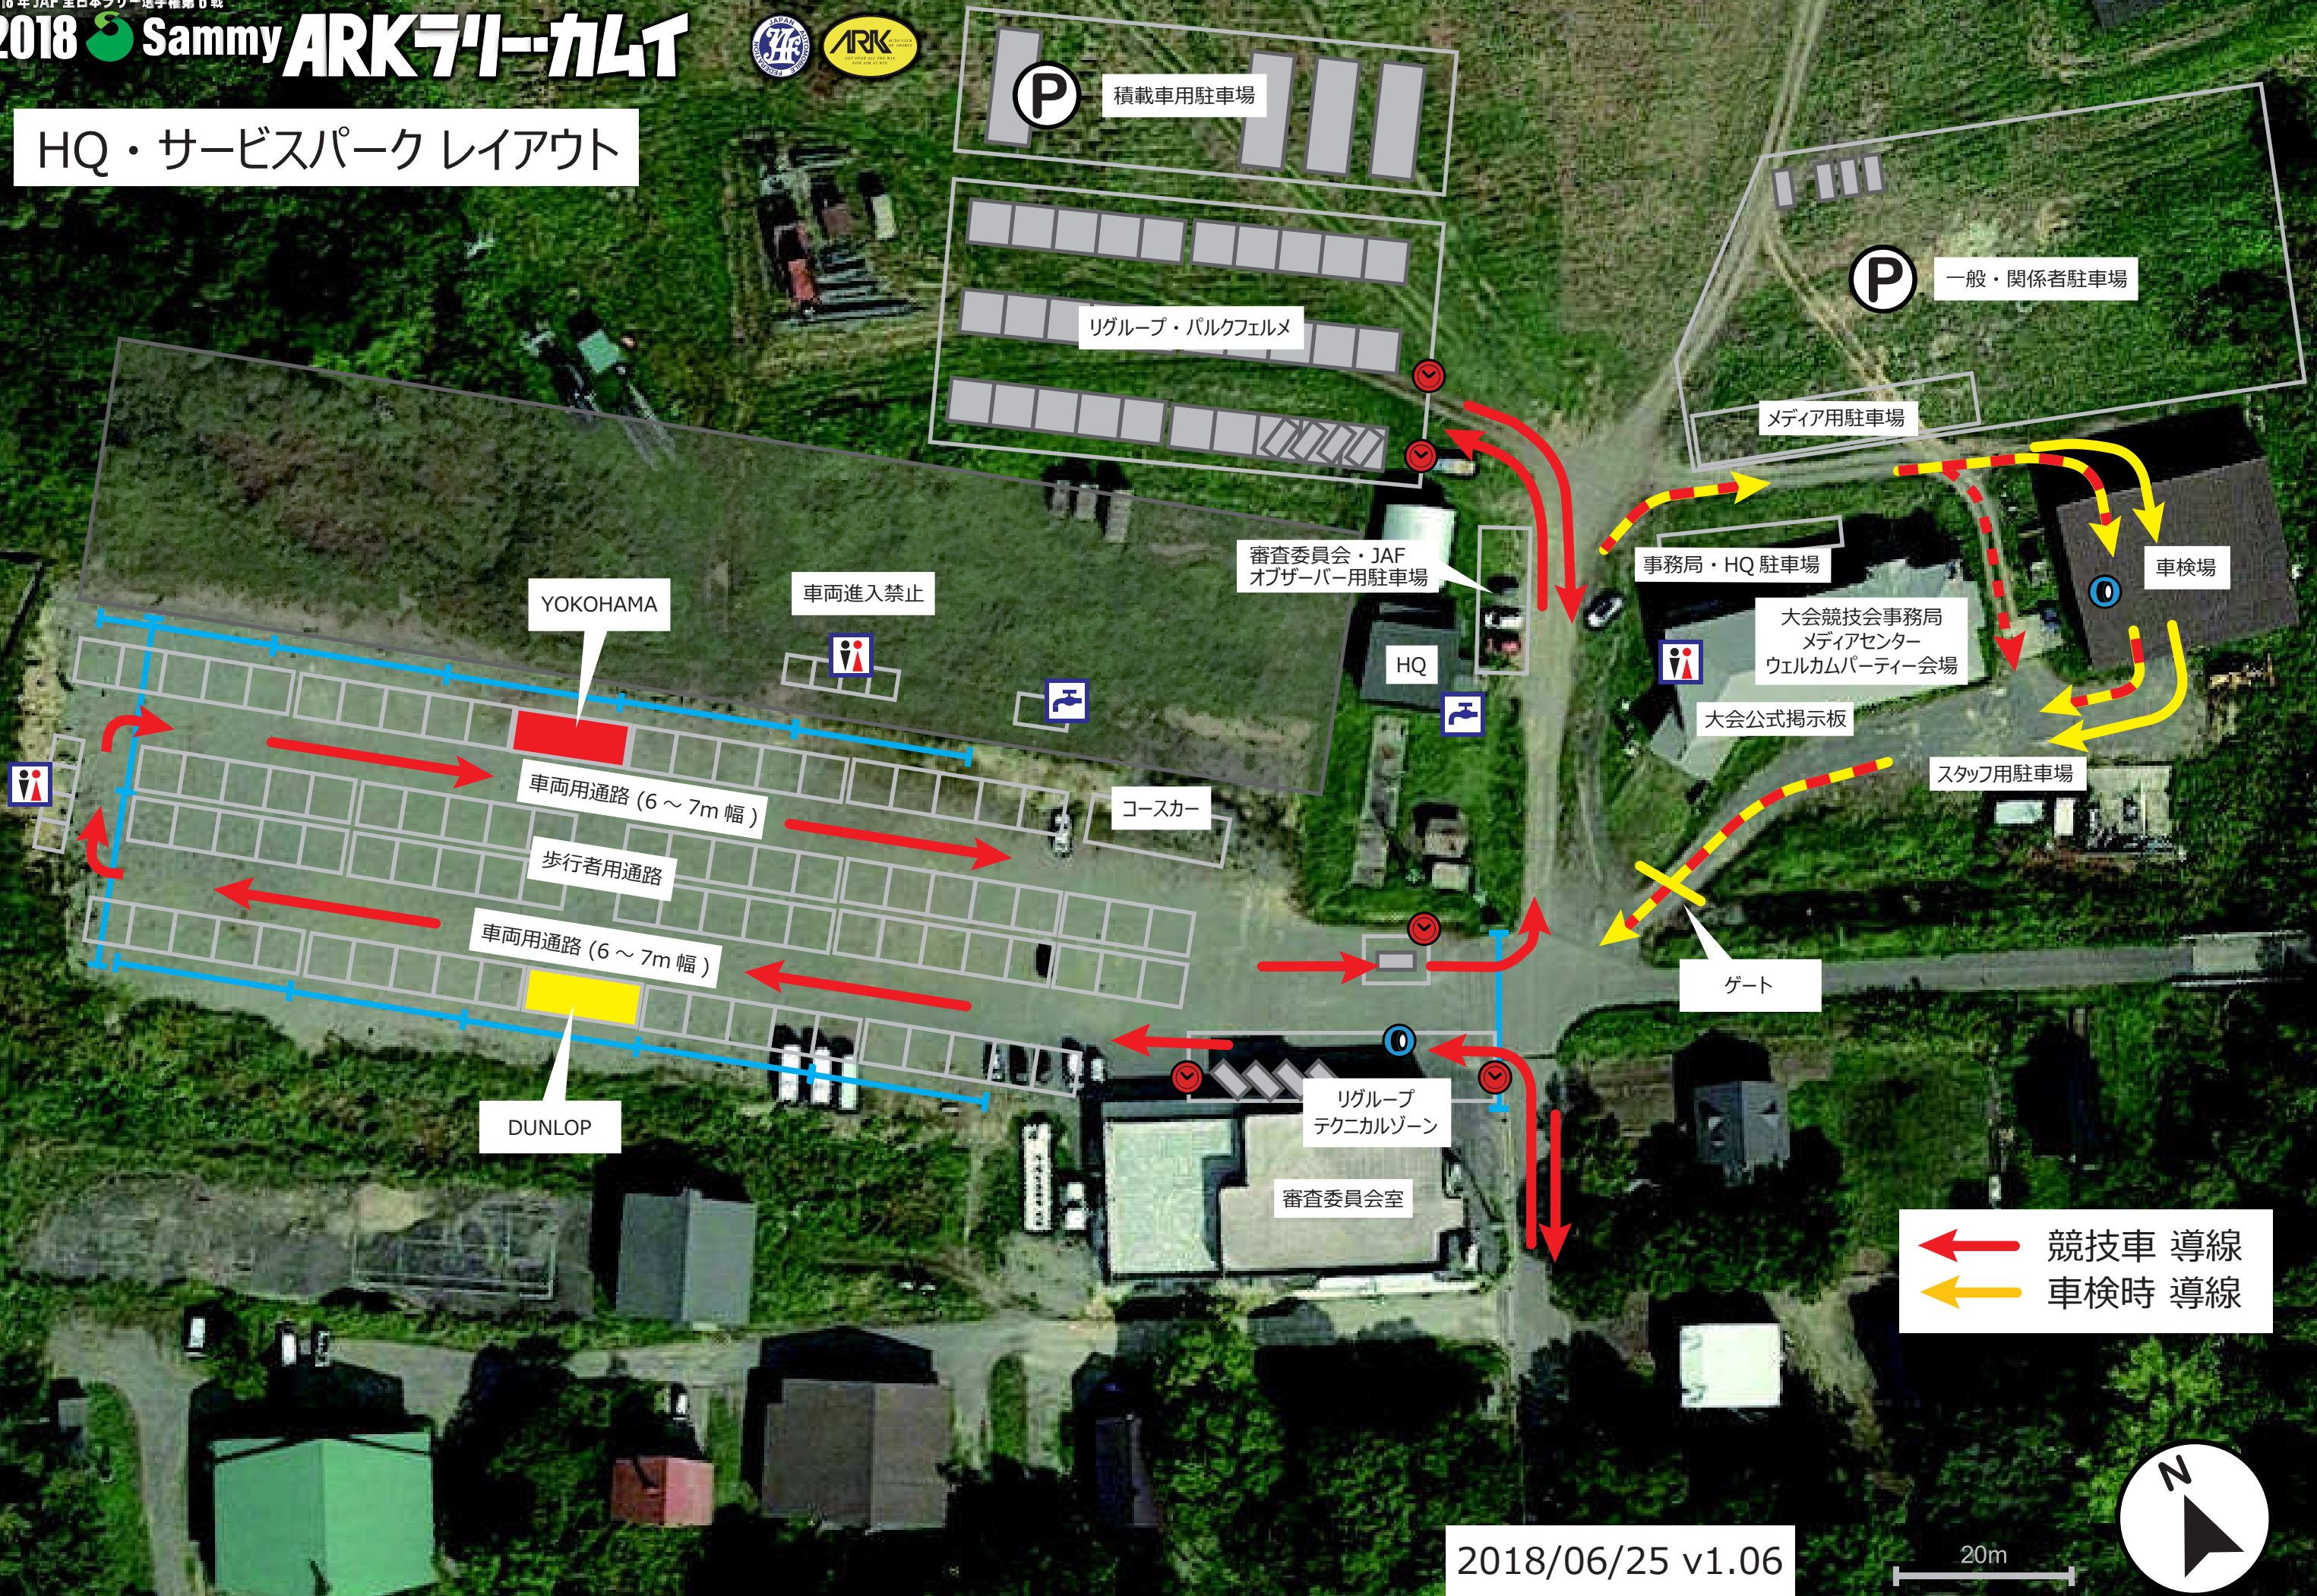 2018 Sammy ARKラリー・カムイ
JAPAN AUTOMOBILE FEDERATION
JAF
ARK
HQ・サービスパーク レイアウト
P
積載車用駐車場
リグループ・パルクフェルメ
P
一般・関係者駐車場
メディア用駐車場
審査委員会・JAF
オブザーバー用駐車場
事務局・HQ 駐車場
車検場
YOKOHAMA
車両進入禁止
HQ
大会競技会事務局
メディアセンター
ウェルカムパーティー会場
大会公式掲示板
スタッフ用駐車場
車両用通路 (6 ～ 7m 幅 )
コースカー
歩行者用通路
車両用通路 (6 ～ 7m 幅 )
ゲート
DUNLOP
リグループ
テクニカルゾーン
審査委員会室
競技車 導線
車検時 導線
N
20m
2018/06/25 v1.06